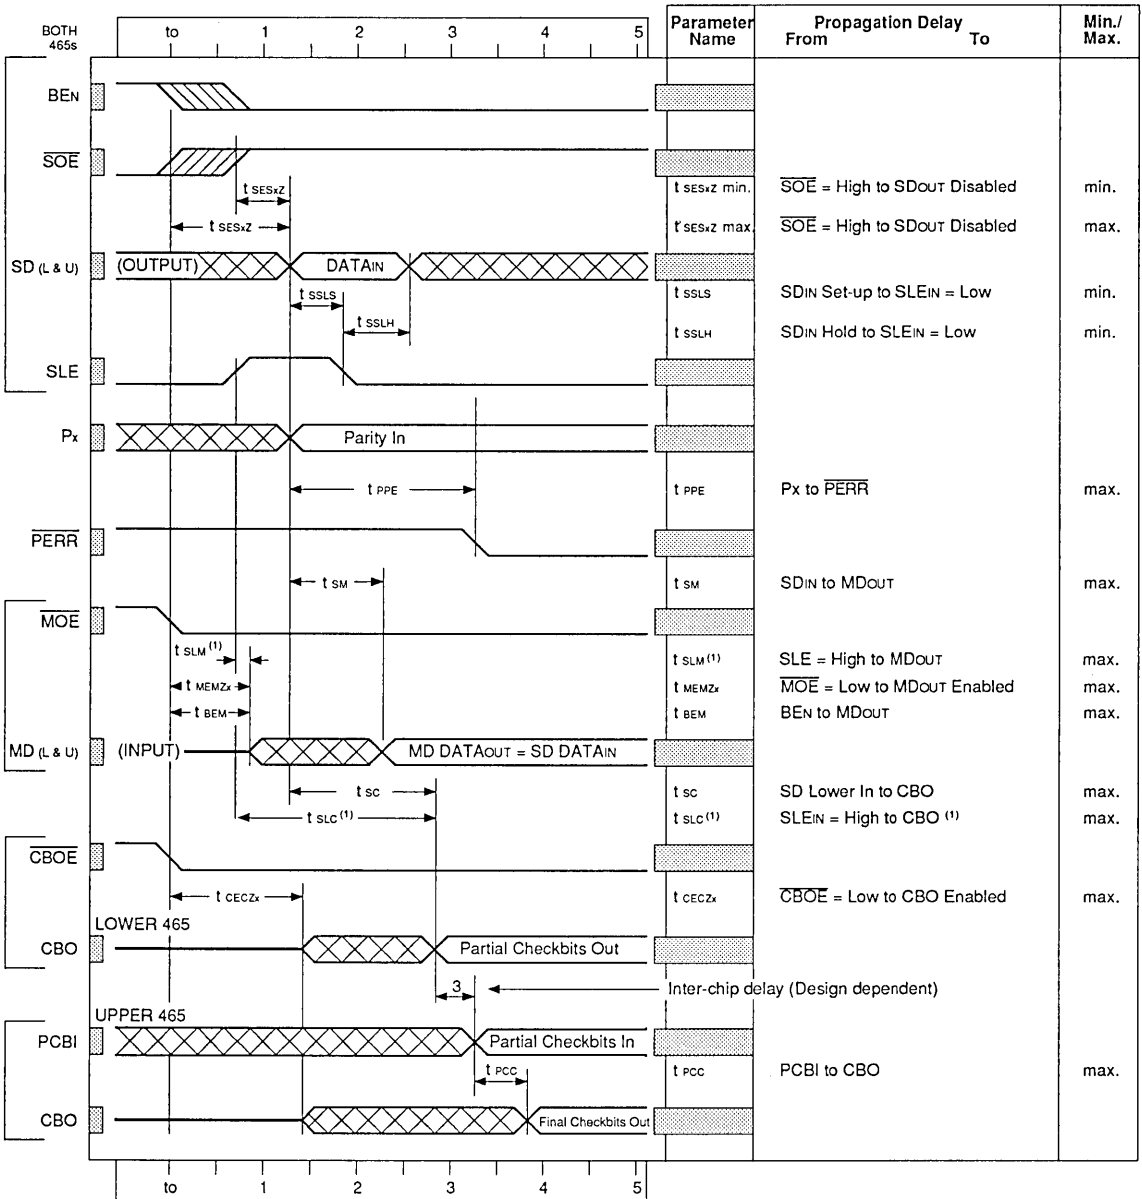 BOTH 465s to 1 2 3 4 5 Parameter Name Propagation Delay From To Min./ Max.
BEN
SOE
t SESxZ t SESxZ min. SOE = High to SDOUT Disabled min.
t SESxZ t SESxZ max. SOE = High to SDOUT Disabled max.
SD (L & U) (OUTPUT) DATAIN
t SSLS t SSLS SDIN Set-up to SLEIN = Low min.
t SSLH t SSLH SDIN Hold to SLEIN = Low min.
SLE
Px Parity In
t PPE t PPE Px to PERR max.
PERR
t SM t SM SDIN to MDOUT max.
MOE
t SLM (1) t SLM (1) SLE = High to MDOUT max.
t MEMZx t MEMZx MOE = Low to MDOUT Enabled max.
t BEM t BEM BEN to MDOUT max.
MD (L & U) (INPUT) MD DATAOUT = SD DATAIN
t SC t SC SD Lower In to CBO max.
t SLC (1) t SLC (1) SLEIN = High to CBO (1) max.
CBOE
t CECZx t CECZx CBOE = Low to CBO Enabled max.
LOWER 465
CBO Partial Checkbits Out
3 Inter-chip delay (Design dependent)
UPPER 465
PCBI Partial Checkbits In
t PCC t PCC PCBI to CBO max.
CBO Final Checkbits Out
to 1 2 3 4 5